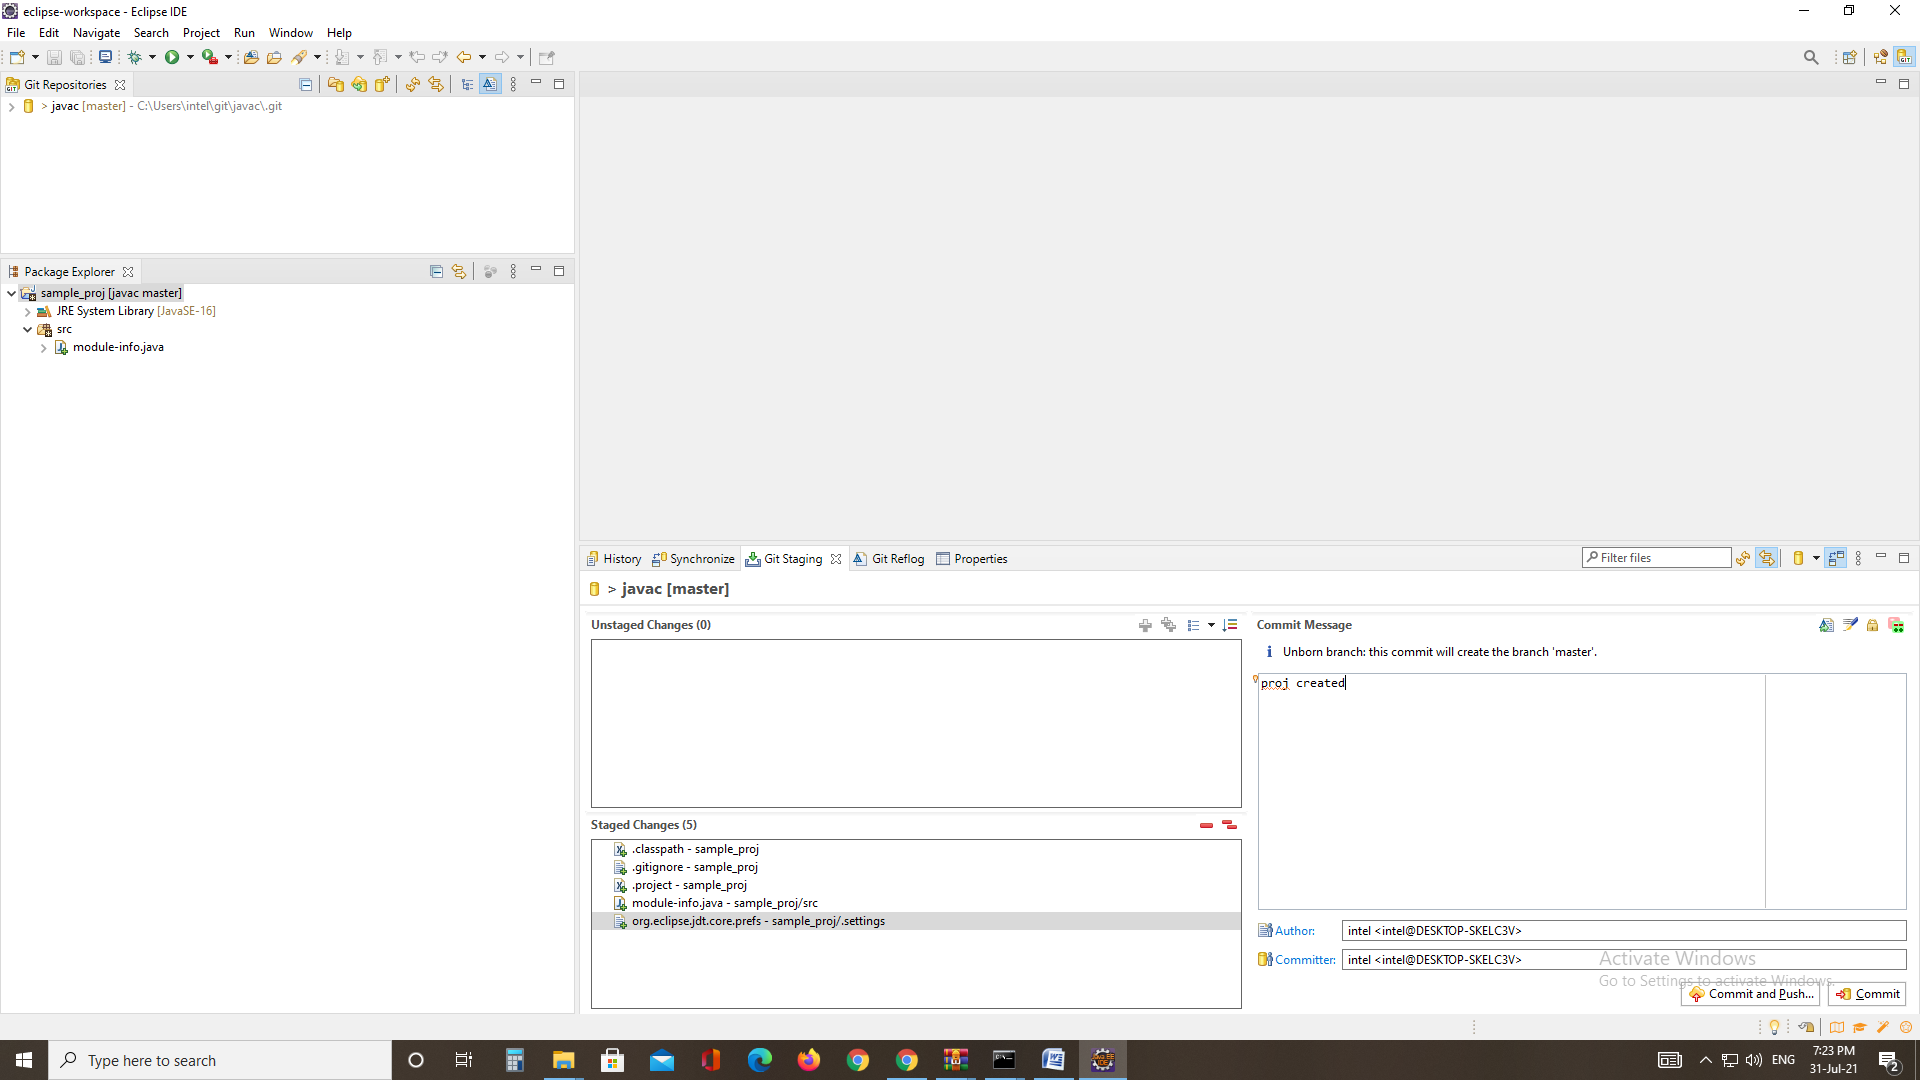 eclipse-workspace - Eclipse IDE
File Edit Navigate Search Project Run Window Help
Git Repositories
> javac [master] - C:\Users\intel\git\javac\.git
Package Explorer
sample_proj [javac master]
JRE System Library [JavaSE-16]
src
module-info.java
History Synchronize Git Staging Git Reflog Properties
Filter files
> javac [master]
Unstaged Changes (0)
Staged Changes (5)
.classpath - sample_proj
.gitignore - sample_proj
.project - sample_proj
module-info.java - sample_proj/src
org.eclipse.jdt.core.prefs - sample_proj/.settings
Commit Message
Unborn branch: this commit will create the branch 'master'.
proj created
Author: intel <intel@DESKTOP-SKELC3V>
Committer: intel <intel@DESKTOP-SKELC3V>
Activate Windows
Go to Settings to activate Windows.
Commit and Push... Commit
Type here to search
ENG
7:23 PM
31-Jul-21
2